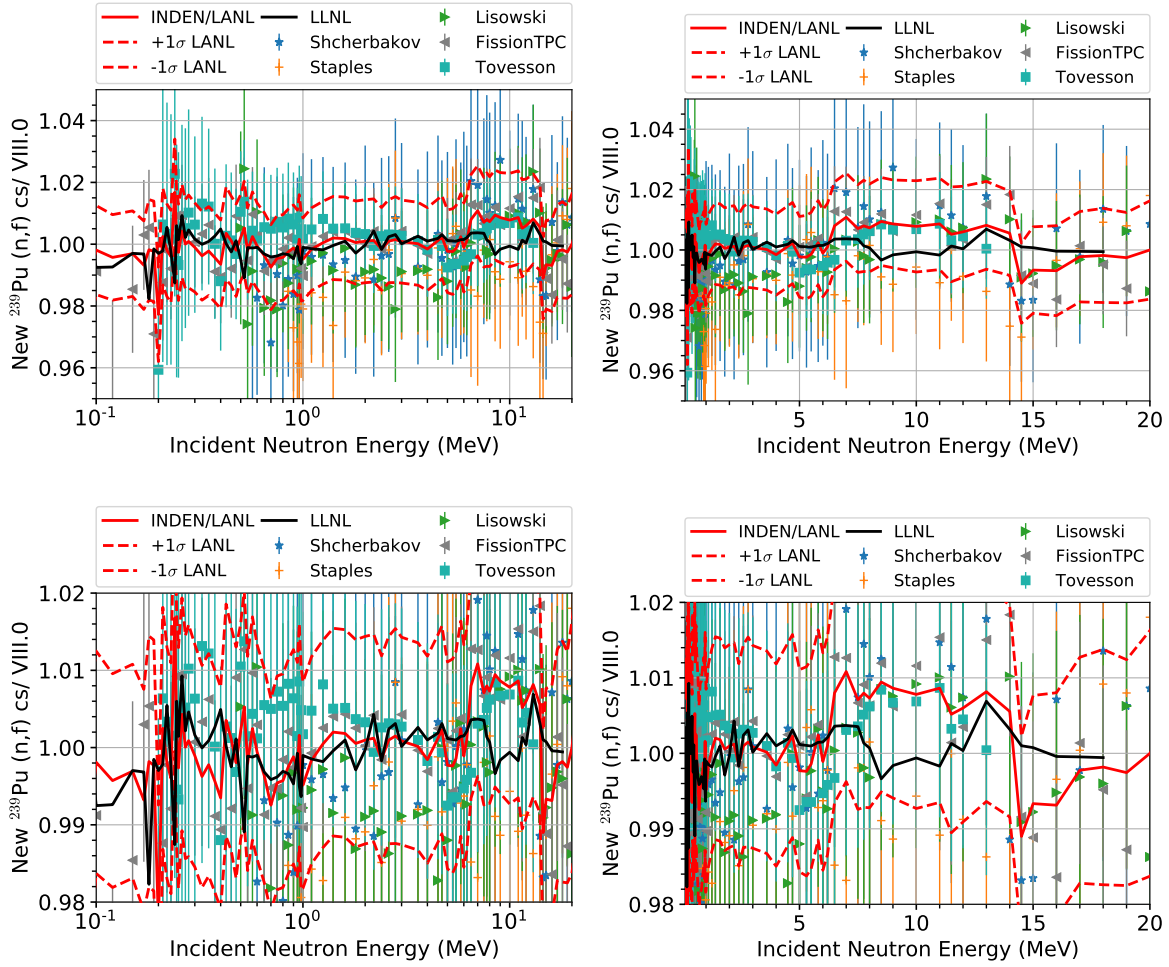 INDEN/LANL LLNL Lisowski
+1σ LANL Shcherbakov FissionTPC
-1σ LANL Staples Tovesson
1.04
1.02
1.00
0.98
0.96
New ²³⁹Pu (n,f) cs/ VIII.0
10⁻¹ 10⁰ 10¹
Incident Neutron Energy (MeV)
INDEN/LANL LLNL Lisowski
+1σ LANL Shcherbakov FissionTPC
-1σ LANL Staples Tovesson
1.04
1.02
1.00
0.98
0.96
New ²³⁹Pu (n,f) cs/ VIII.0
5 10 15 20
Incident Neutron Energy (MeV)
INDEN/LANL LLNL Lisowski
+1σ LANL Shcherbakov FissionTPC
-1σ LANL Staples Tovesson
1.02
1.01
1.00
0.99
0.98
New ²³⁹Pu (n,f) cs/ VIII.0
10⁻¹ 10⁰ 10¹
Incident Neutron Energy (MeV)
INDEN/LANL LLNL Lisowski
+1σ LANL Shcherbakov FissionTPC
-1σ LANL Staples Tovesson
1.02
1.01
1.00
0.99
0.98
New ²³⁹Pu (n,f) cs/ VIII.0
5 10 15 20
Incident Neutron Energy (MeV)